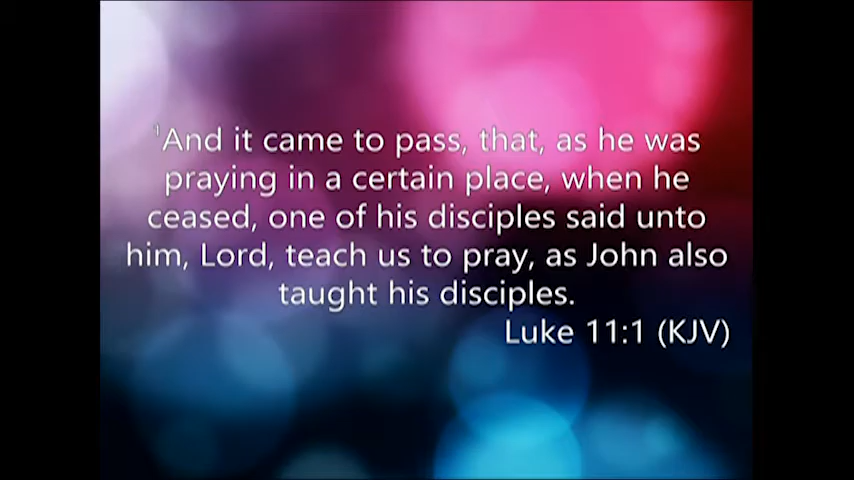 ¹And it came to pass, that, as he was
praying in a certain place, when he
ceased, one of his disciples said unto
him, Lord, teach us to pray, as John also
taught his disciples.
Luke 11:1 (KJV)